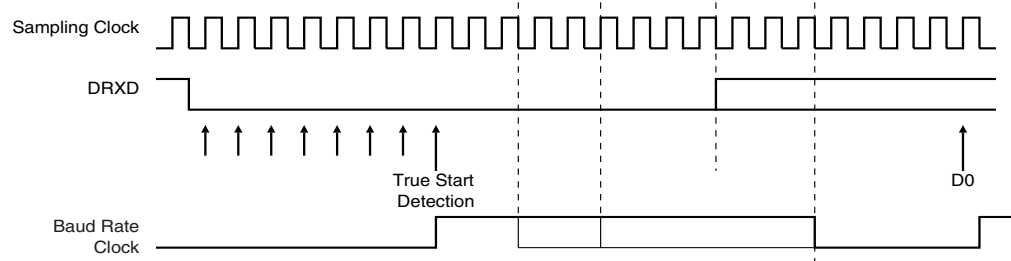 Sampling Clock
DRXD
True Start
Detection
D0
Baud Rate
Clock